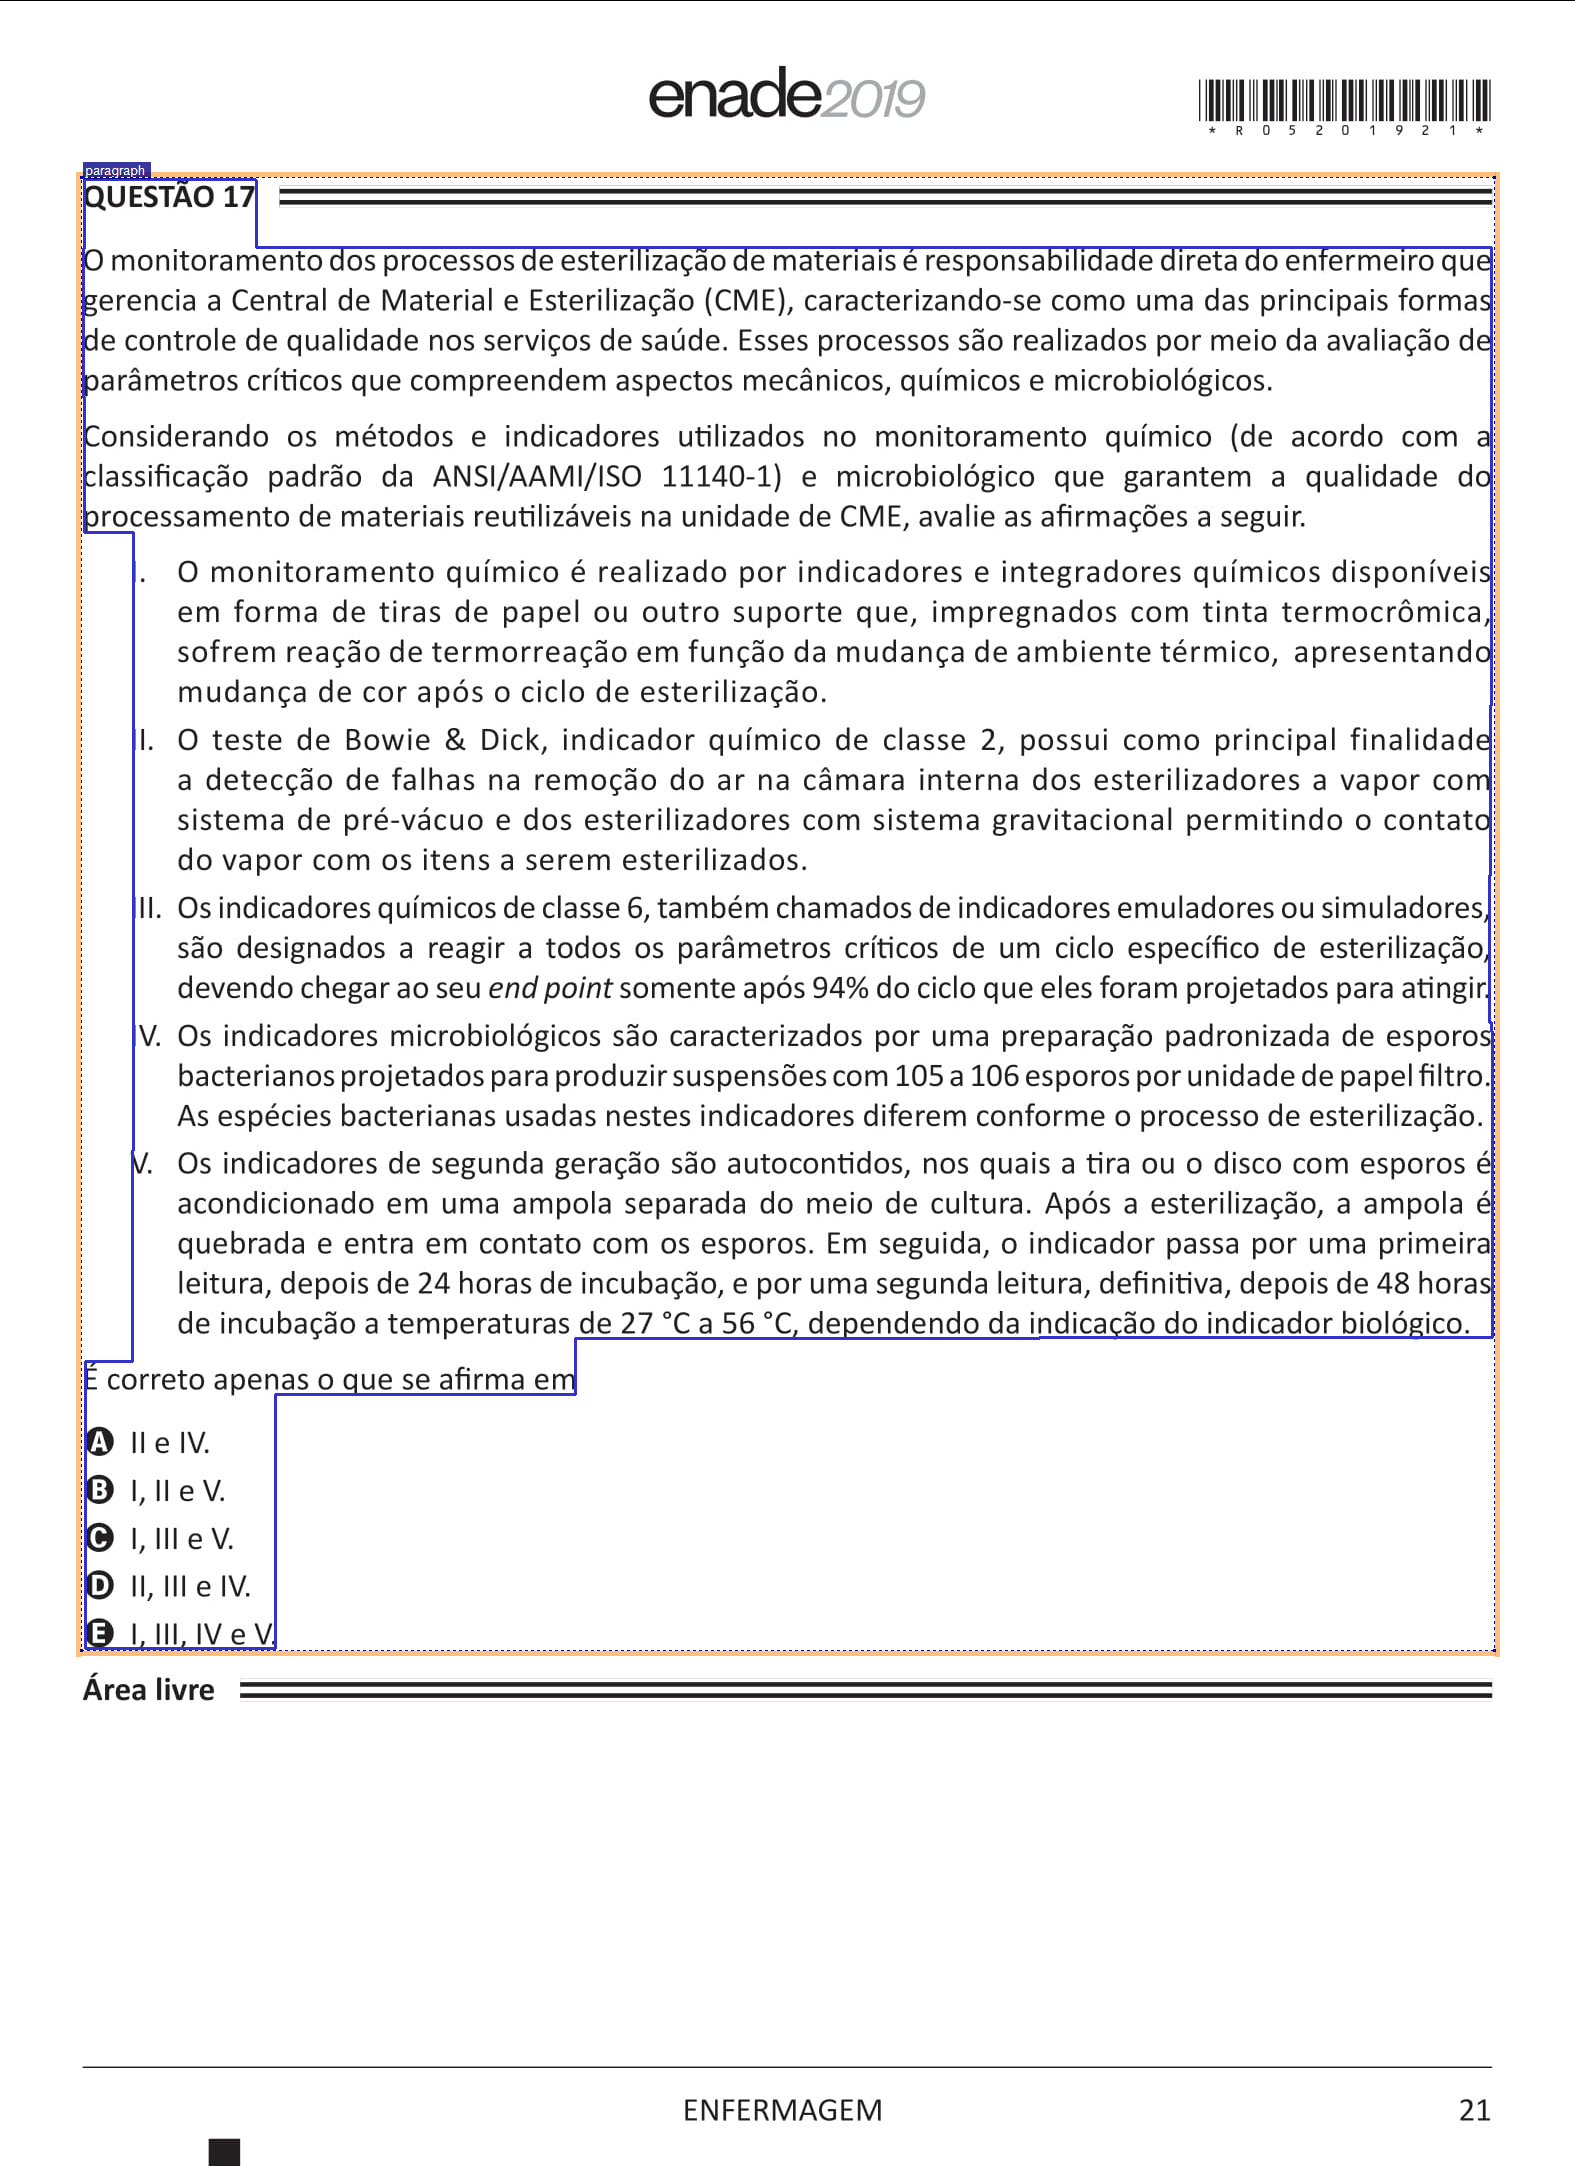 enade2019
*R05201921*
paragraph
QUESTÃO 17
O monitoramento dos processos de esterilização de materiais é responsabilidade direta do enfermeiro que
gerencia a Central de Material e Esterilização (CME), caracterizando-se como uma das principais formas
de controle de qualidade nos serviços de saúde. Esses processos são realizados por meio da avaliação de
parâmetros críticos que compreendem aspectos mecânicos, químicos e microbiológicos.
Considerando os métodos e indicadores utilizados no monitoramento químico (de acordo com a
classificação padrão da ANSI/AAMI/ISO 11140-1) e microbiológico que garantem a qualidade do
processamento de materiais reutilizáveis na unidade de CME, avalie as afirmações a seguir.
I. O monitoramento químico é realizado por indicadores e integradores químicos disponíveis
em forma de tiras de papel ou outro suporte que, impregnados com tinta termocrômica,
sofrem reação de termorreação em função da mudança de ambiente térmico, apresentando
mudança de cor após o ciclo de esterilização.
II. O teste de Bowie & Dick, indicador químico de classe 2, possui como principal finalidade
a detecção de falhas na remoção do ar na câmara interna dos esterilizadores a vapor com
sistema de pré-vácuo e dos esterilizadores com sistema gravitacional permitindo o contato
do vapor com os itens a serem esterilizados.
III. Os indicadores químicos de classe 6, também chamados de indicadores emuladores ou simuladores,
são designados a reagir a todos os parâmetros críticos de um ciclo específico de esterilização,
devendo chegar ao seu end point somente após 94% do ciclo que eles foram projetados para atingir.
IV. Os indicadores microbiológicos são caracterizados por uma preparação padronizada de esporos
bacterianos projetados para produzir suspensões com 105 a 106 esporos por unidade de papel filtro.
As espécies bacterianas usadas nestes indicadores diferem conforme o processo de esterilização.
V. Os indicadores de segunda geração são autocontidos, nos quais a tira ou o disco com esporos é
acondicionado em uma ampola separada do meio de cultura. Após a esterilização, a ampola é
quebrada e entra em contato com os esporos. Em seguida, o indicador passa por uma primeira
leitura, depois de 24 horas de incubação, e por uma segunda leitura, definitiva, depois de 48 horas
de incubação a temperaturas de 27 °C a 56 °C, dependendo da indicação do indicador biológico.
É correto apenas o que se afirma em
A II e IV.
B I, II e V.
C I, III e V.
D II, III e IV.
E I, III, IV e V.
Área livre
ENFERMAGEM
21